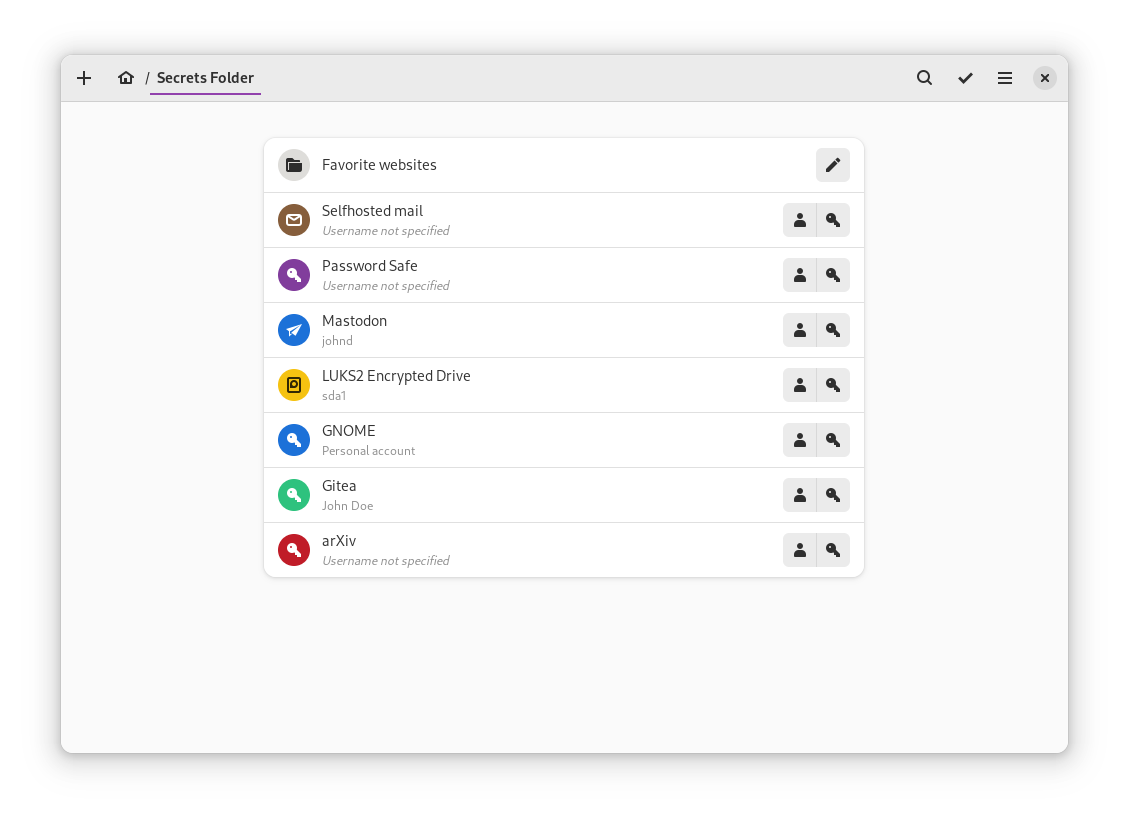 / Secrets Folder
Favorite websites
Selfhosted mail
Username not specified
Password Safe
Username not specified
Mastodon
johnd
LUKS2 Encrypted Drive
sda1
GNOME
Personal account
Gitea
John Doe
arXiv
Username not specified